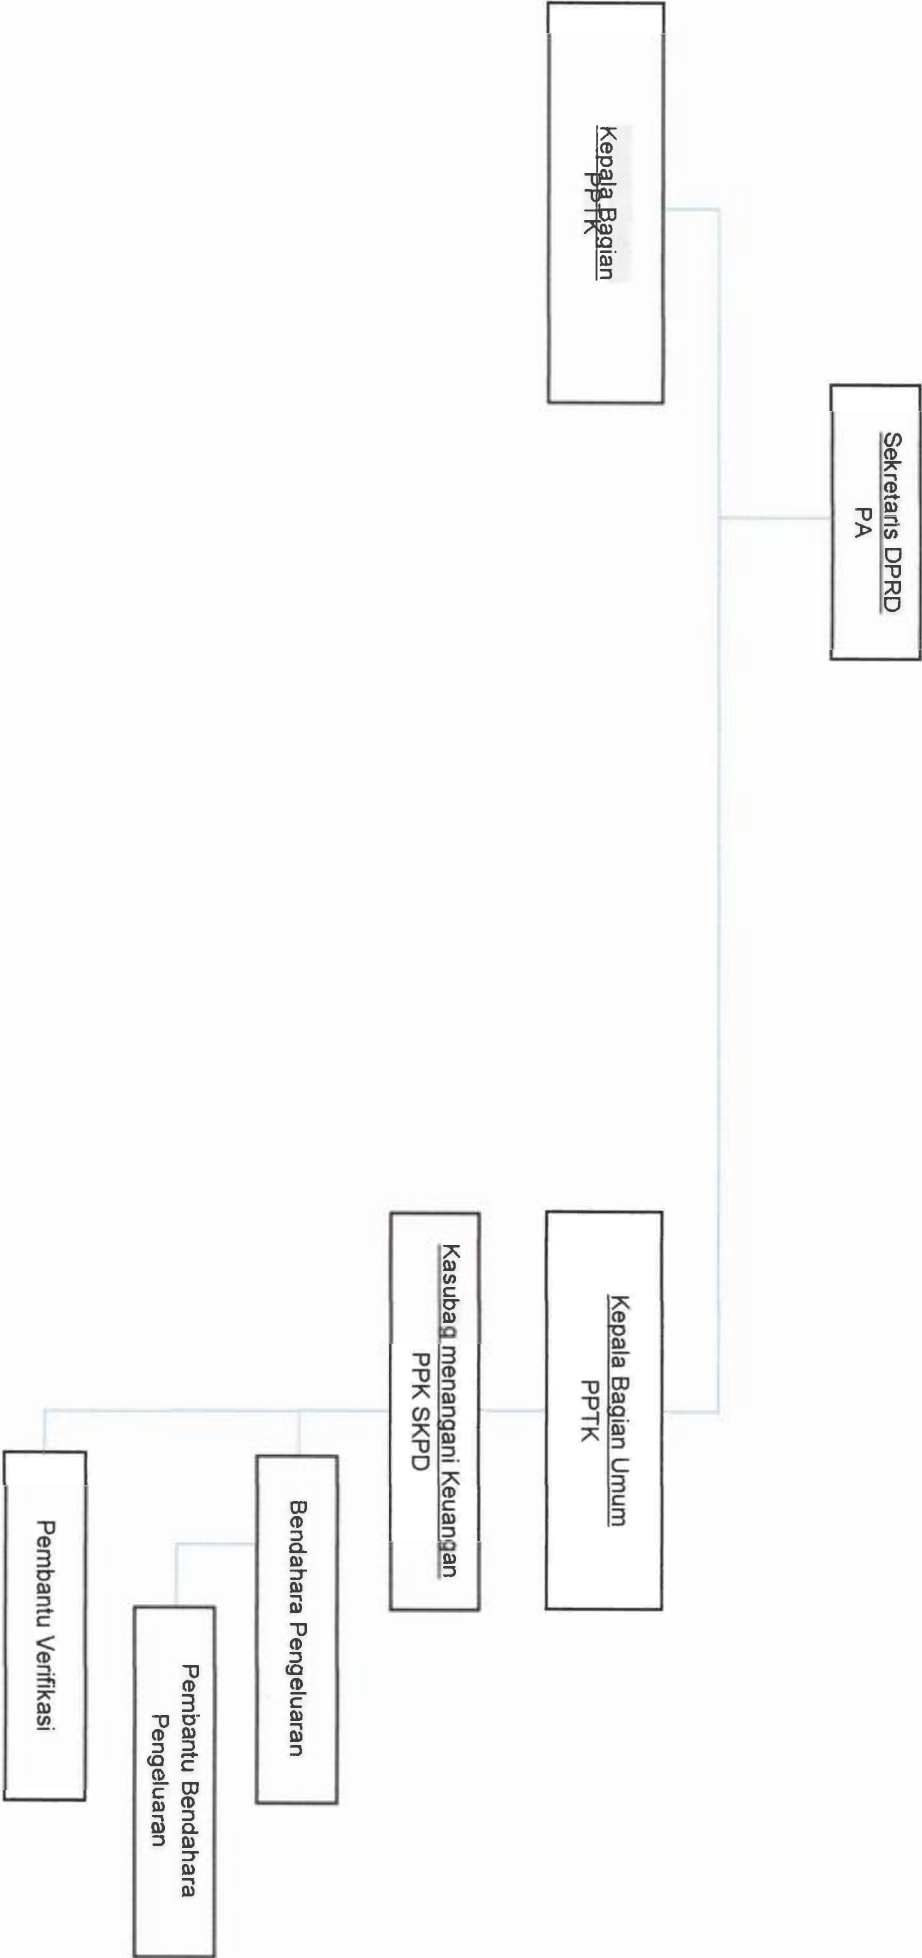 Sekretaris DPRD
PA
Kepala Bagian
PPTK
Kepala Bagian Umum
PPTK
Kasubag menangani Keuangan
PPK SKPD
Bendahara Pengeluaran
Pembantu Bendahara
Pengeluaran
Pembantu Verifikasi